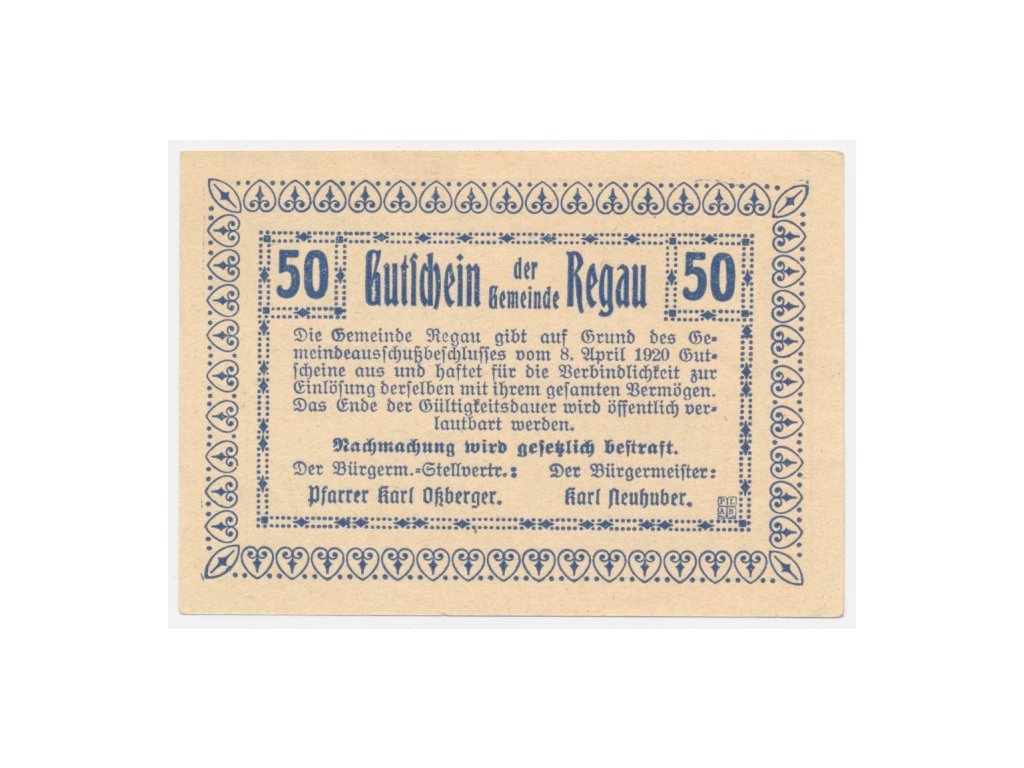 50 Gutschein der Gemeinde Regau 50
Die Gemeinde Regau gibt auf Grund des Ge-
meindeausschußbeschlusses vom 8. April 1920 Gut-
scheine aus und haftet für die Verbindlichkeit zur
Einlösung derselben mit ihrem gesamten Vermögen.
Das Ende der Gültigkeitsdauer wird öffentlich ver-
lautbart werden.
Nachmachung wird gesetzlich bestraft.
Der Bürgerm.-Stellvertr.: Der Bürgermeister:
Pfarrer Karl Oßberger. Karl Neuhuber.
P L
A B